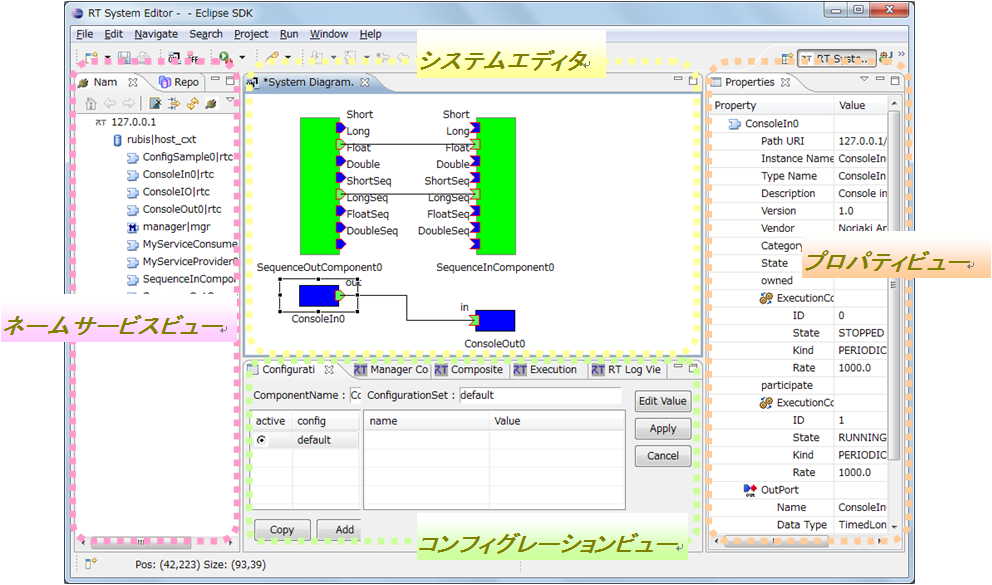 RT System Editor - - Eclipse SDK
File Edit Navigate Search Project Run Window Help
システムエディタ
RT Syste..
Nam Repo
127.0.0.1
rubis|host_cxt
ConfigSample0|rtc
ConsoleIn0|rtc
ConsoleIO|rtc
ConsoleOut0|rtc
manager|mgr
MyServiceConsume
MyServiceProvider0
SequenceInCompor
ネームサービスビュー
*System Diagram.
Short Short
Long Long
Float Float
Double Double
ShortSeq ShortSeq
LongSeq LongSeq
FloatSeq FloatSeq
DoubleSeq DoubleSeq
SequenceOutComponent0 SequenceInComponent0
out
ConsoleIn0
in
ConsoleOut0
Configurati Manager Co Composite Execution RT Log Vie
ComponentName : Cc ConfigurationSet : default
active config name Value
default
Edit Value
Apply
Cancel
Copy Add
コンフィグレーションビュー
Properties
Property Value
ConsoleIn0
Path URI 127.0.0.1/
Instance Name ConsoleIn
Type Name ConsoleIn
Description Console in
Version 1.0
Vendor Noriaki An
Category
State
プロパティビュー
owned
ExecutionCo
ID 0
State STOPPED
Kind PERIODIC
Rate 1000.0
participate
ExecutionCo
ID 1
State RUNNING
Kind PERIODIC
Rate 1000.0
OutPort
Name ConsoleIn
Data Type TimedLon
Pos: (42,223) Size: (93,39)